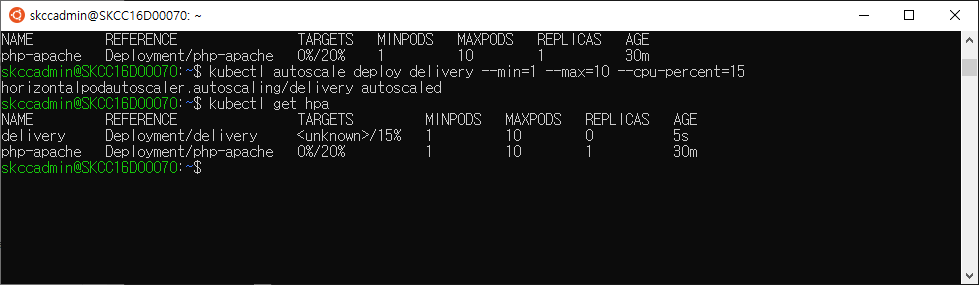 skccadmin@SKCC16D00070: ~
NAME REFERENCE TARGETS MINPODS MAXPODS REPLICAS AGE
php-apache Deployment/php-apache 0%/20% 1 10 1 30m
skccadmin@SKCC16D00070:~$ kubectl autoscale deploy delivery --min=1 --max=10 --cpu-percent=15
horizontalpodautoscaler.autoscaling/delivery autoscaled
skccadmin@SKCC16D00070:~$ kubectl get hpa
NAME REFERENCE TARGETS MINPODS MAXPODS REPLICAS AGE
delivery Deployment/delivery <unknown>/15% 1 10 0 5s
php-apache Deployment/php-apache 0%/20% 1 10 1 30m
skccadmin@SKCC16D00070:~$